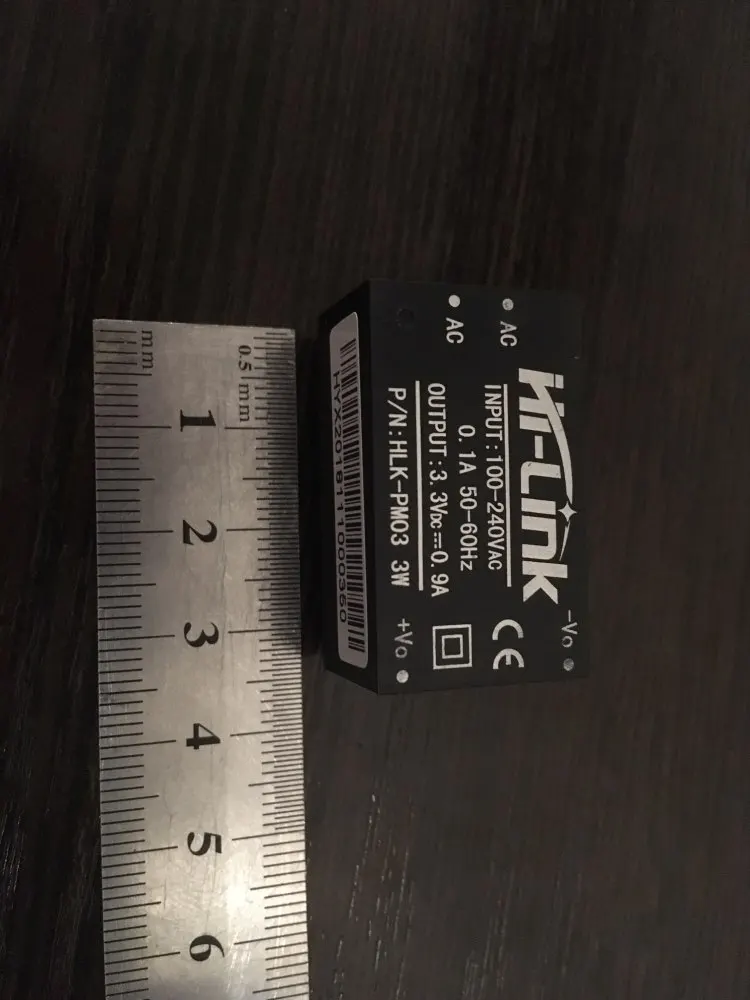 Hi-Link
AC
INPUT:100-240VAC
0.1A 50-60Hz
AC
OUTPUT:3.3VDC⎓0.9A
P/N:HLK-PM03 3W
-Vo
CE
+Vo
HYX201811000360
mm
0.5 mm
1
2
3
4
5
6